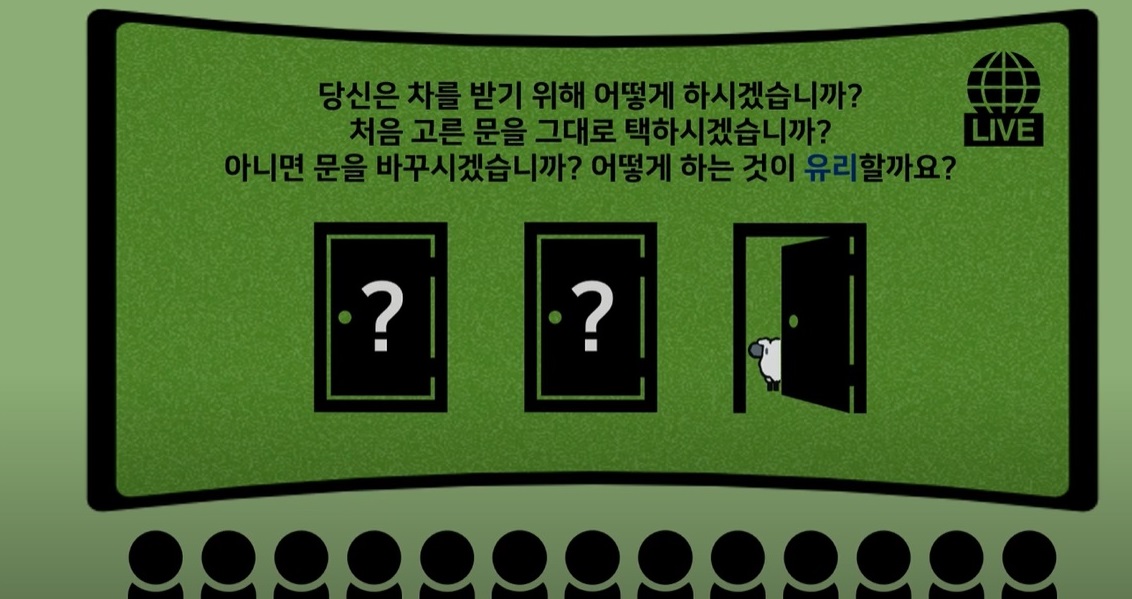 당신은 차를 받기 위해 어떻게 하시겠습니까?
처음 고른 문을 그대로 택하시겠습니까?
아니면 문을 바꾸시겠습니까? 어떻게 하는 것이 유리할까요?
LIVE
? ?